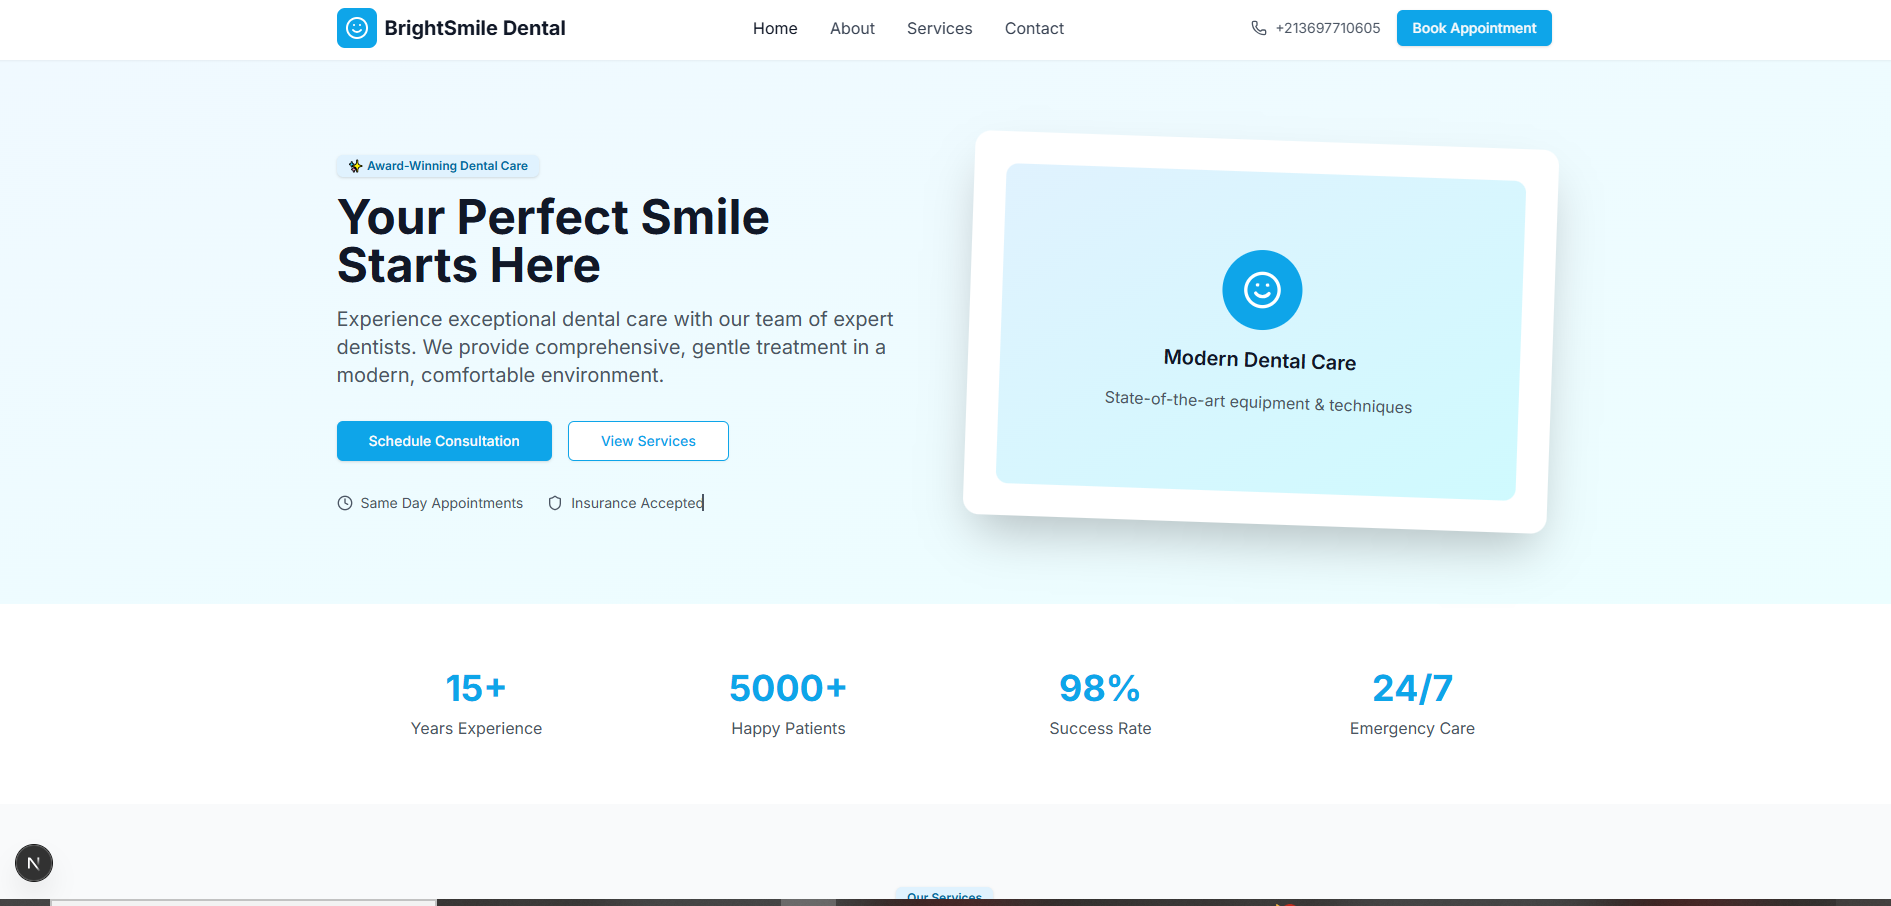 BrightSmile Dental
Home
About
Services
Contact
+213697710605
Book Appointment
✨ Award-Winning Dental Care
Your Perfect Smile
Starts Here
Experience exceptional dental care with our team of expert
dentists. We provide comprehensive, gentle treatment in a
modern, comfortable environment.
Schedule Consultation
View Services
Same Day Appointments
Insurance Accepted
Modern Dental Care
State-of-the-art equipment & techniques
15+
Years Experience
5000+
Happy Patients
98%
Success Rate
24/7
Emergency Care
N
Our Services